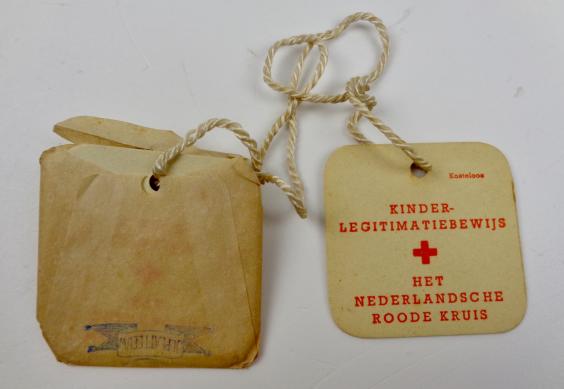 Kosteloos
KINDER-
LEGITIMATIEBEWIJS
HET
NEDERLANDSCHE
ROODE KRUIS